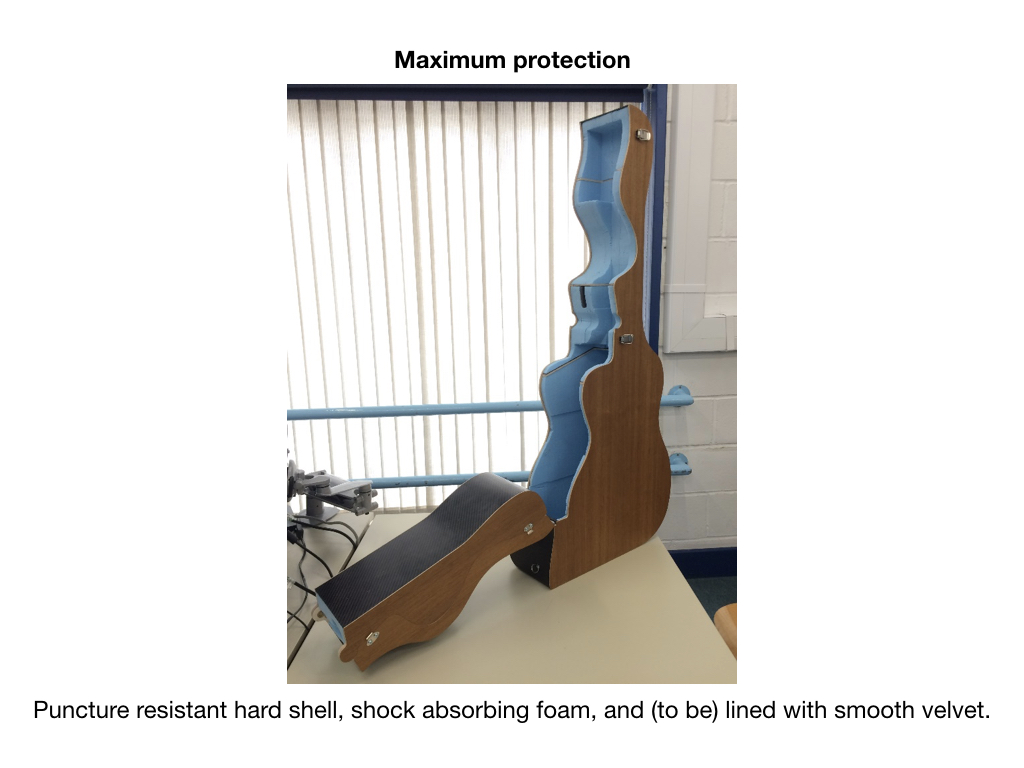 Maximum protection
Puncture resistant hard shell, shock absorbing foam, and (to be) lined with smooth velvet.